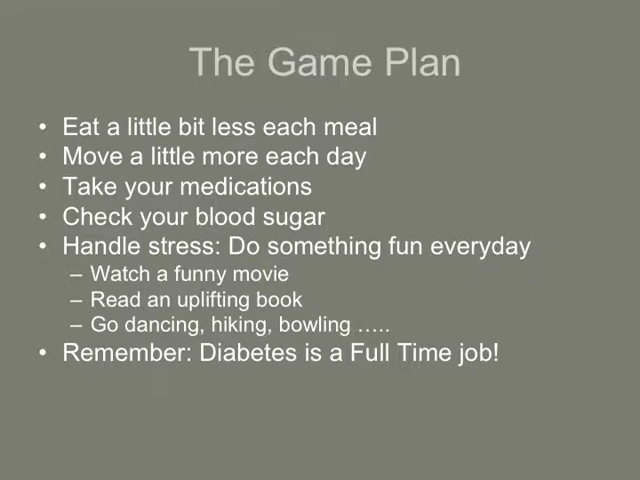 The Game Plan
• Eat a little bit less each meal
• Move a little more each day
• Take your medications
• Check your blood sugar
• Handle stress: Do something fun everyday
– Watch a funny movie
– Read an uplifting book
– Go dancing, hiking, bowling …..
• Remember: Diabetes is a Full Time job!